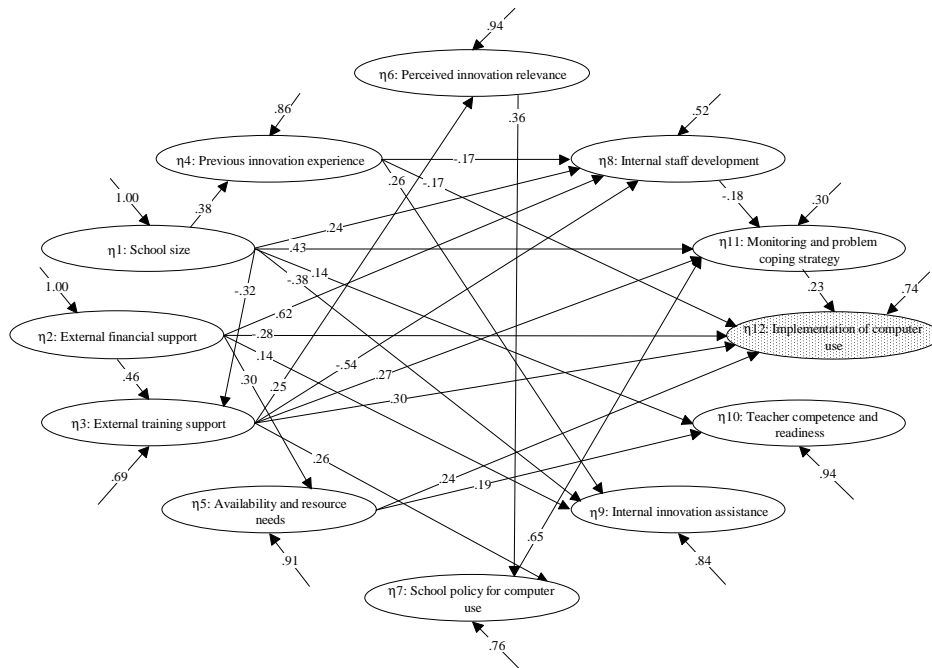 .94
η6: Perceived innovation relevance
.86
.36
.52
η4: Previous innovation experience
-.17
η8: Internal staff development
.26
-.17
1.00
.38
-.18
.30
.24
η1: School size
.43
η11: Monitoring and problem
coping strategy
.14
-.38
1.00
-.32
.23
.74
.62
η2: External financial support
-.28
η12: Implementation of computer
use
.14
.46
.30
.25
-.54
.27
.30
η3: External training support
η10: Teacher competence and
readiness
.26
.69
.24
.19
.94
η5: Availability and resource
needs
η9: Internal innovation assistance
.65
.91
.84
η7: School policy for computer
use
.76